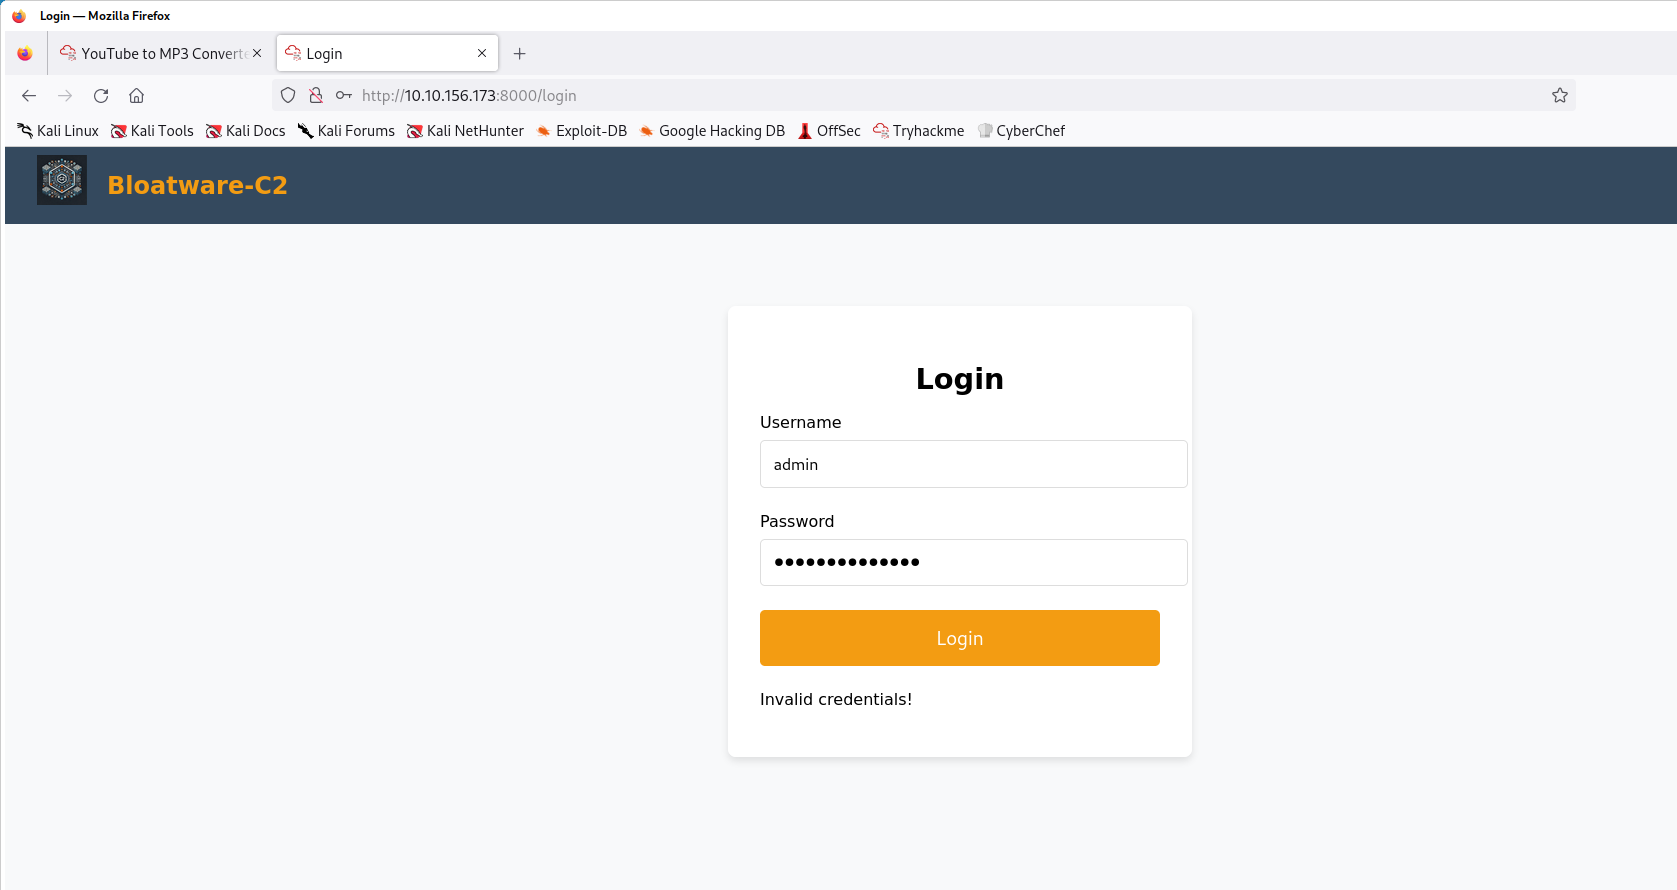 Login — Mozilla Firefox
YouTube to MP3 Converte
Login
http://10.10.156.173:8000/login
Kali Linux Kali Tools Kali Docs Kali Forums Kali NetHunter Exploit-DB Google Hacking DB OffSec Tryhackme CyberChef
Bloatware-C2
Login
Username
admin
Password
••••••••••••••
Login
Invalid credentials!